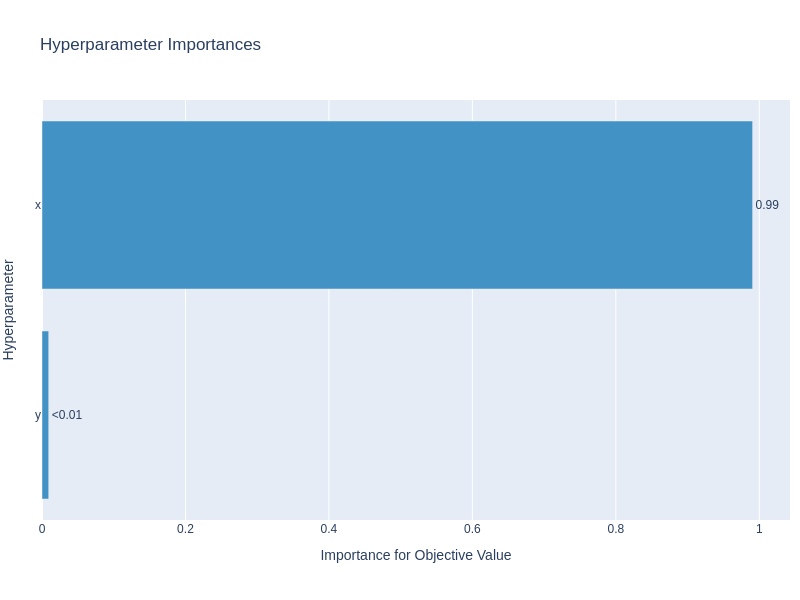 Hyperparameter Importances
x
0.99
Hyperparameter
y
<0.01
0 0.2 0.4 0.6 0.8 1
Importance for Objective Value